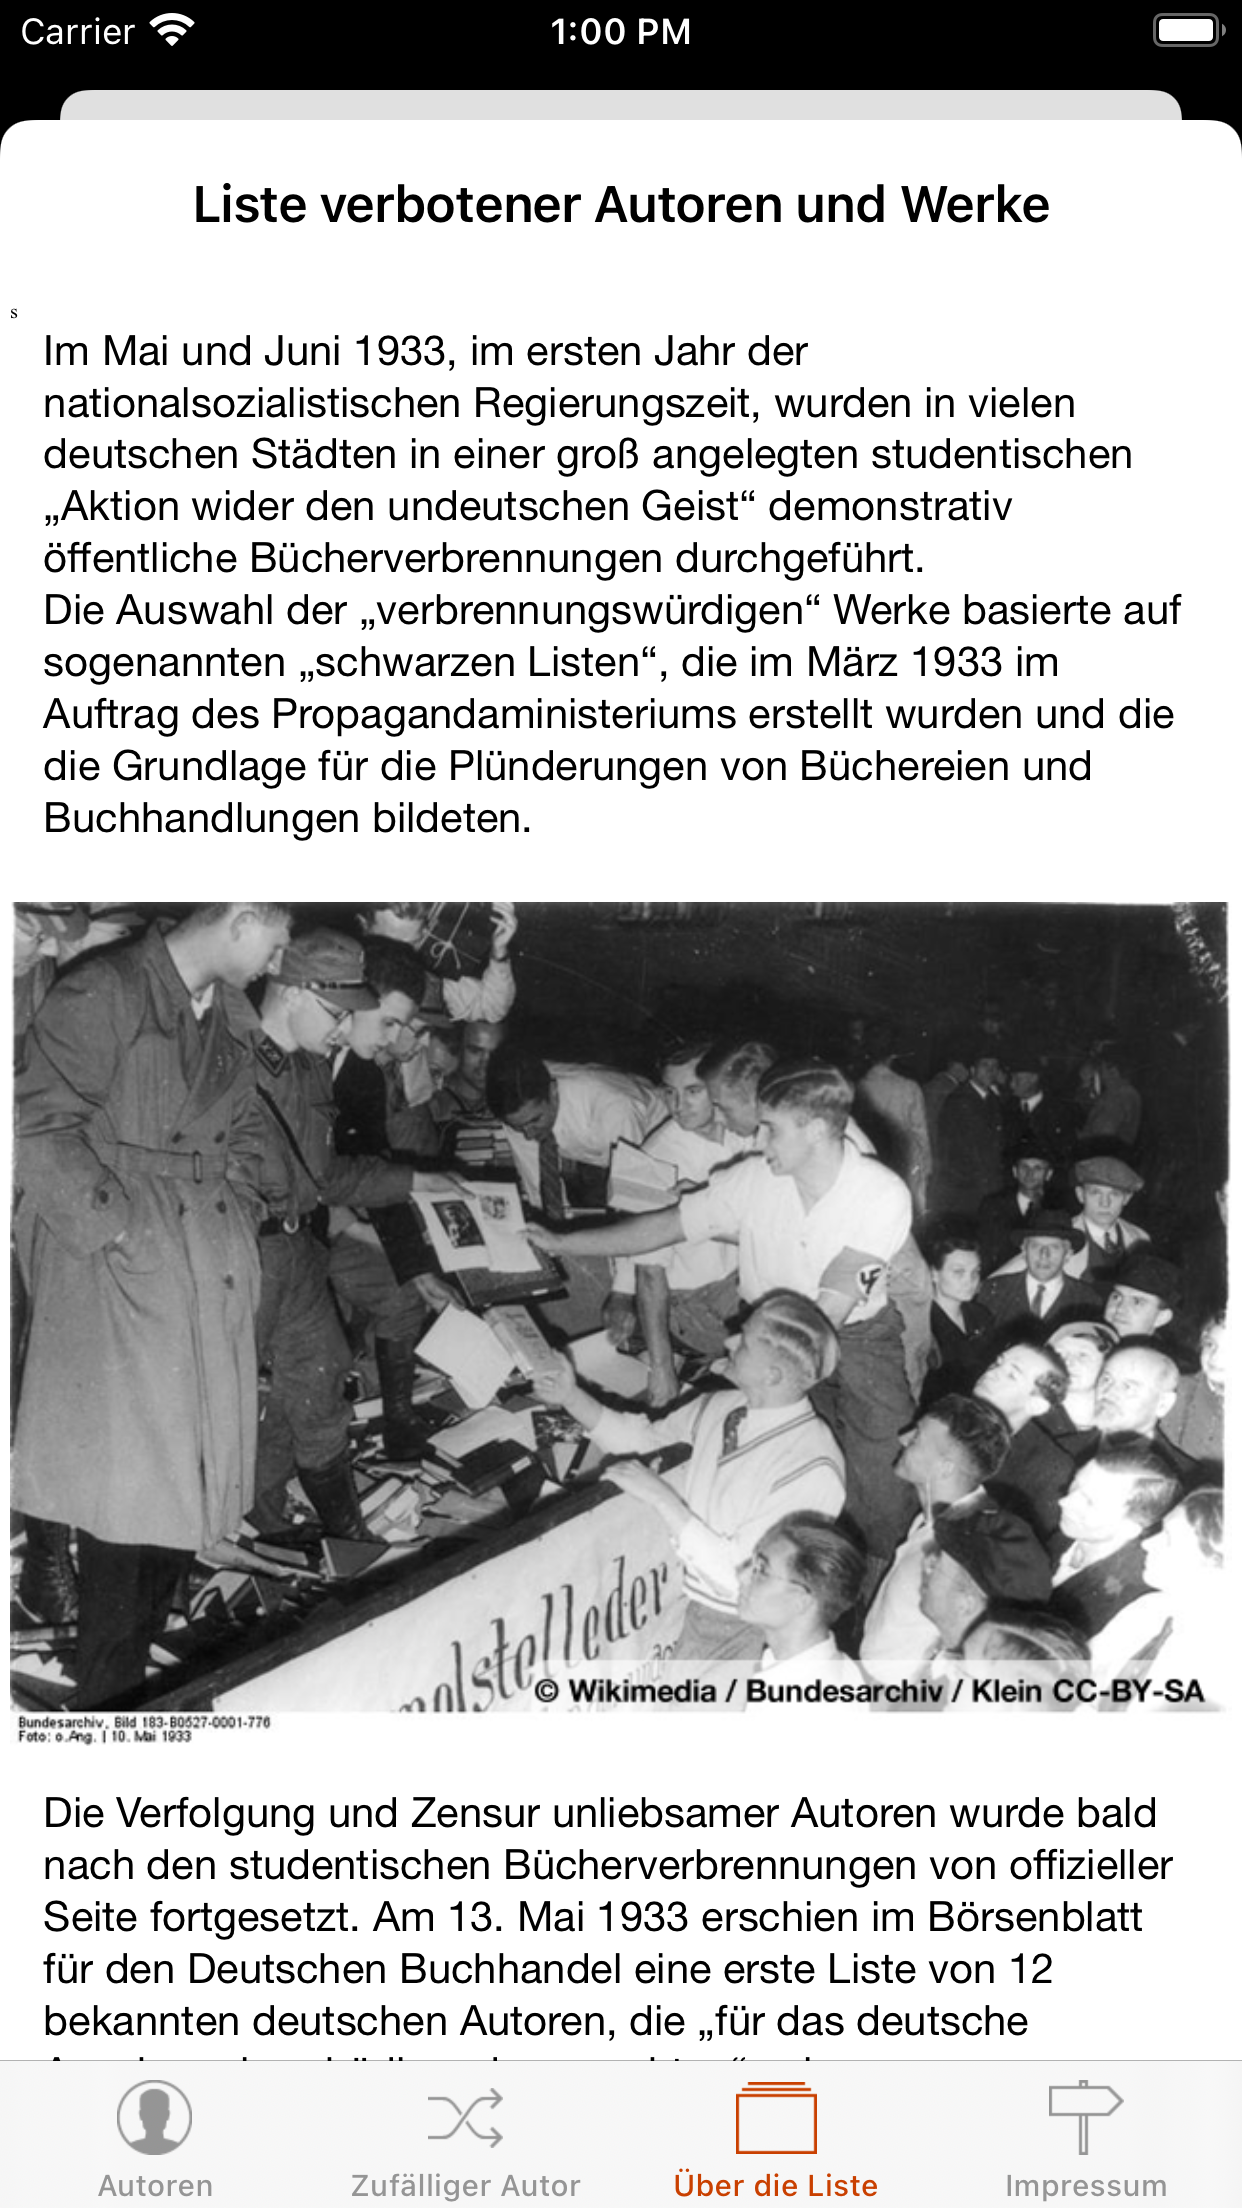 Carrier 1:00 PM
Liste verbotener Autoren und Werke
s
Im Mai und Juni 1933, im ersten Jahr der
nationalsozialistischen Regierungszeit, wurden in vielen
deutschen Städten in einer groß angelegten studentischen
„Aktion wider den undeutschen Geist“ demonstrativ
öffentliche Bücherverbrennungen durchgeführt.
Die Auswahl der „verbrennungswürdigen“ Werke basierte auf
sogenannten „schwarzen Listen“, die im März 1933 im
Auftrag des Propagandaministeriums erstellt wurden und die
die Grundlage für die Plünderungen von Büchereien und
Buchhandlungen bildeten.
© Wikimedia / Bundesarchiv / Klein CC-BY-SA
Bundesarchiv, Bild 183-B0527-0001-776
Foto: o.Ang. | 10. Mai 1933
Die Verfolgung und Zensur unliebsamer Autoren wurde bald
nach den studentischen Bücherverbrennungen von offizieller
Seite fortgesetzt. Am 13. Mai 1933 erschien im Börsenblatt
für den Deutschen Buchhandel eine erste Liste von 12
bekannten deutschen Autoren, die „für das deutsche
Autoren
Zufälliger Autor
Über die Liste
Impressum